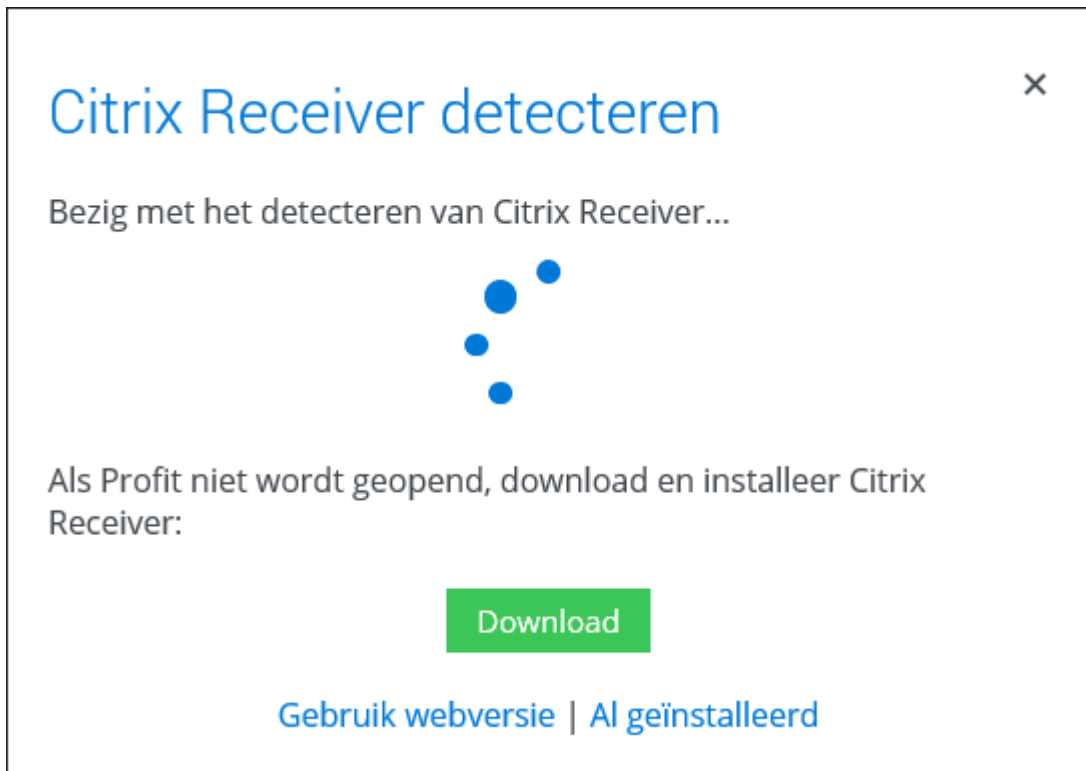 Citrix Receiver detecteren
×
Bezig met het detecteren van Citrix Receiver...
Als Profit niet wordt geopend, download en installeer Citrix
Receiver:
Download
Gebruik webversie | Al geïnstalleerd